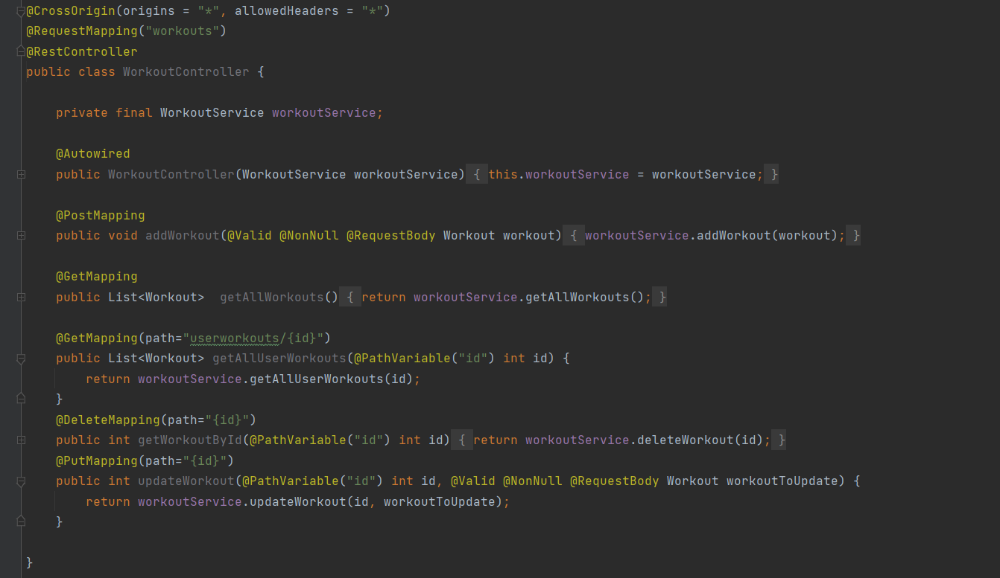 @CrossOrigin(origins = "*", allowedHeaders = "*")
@RequestMapping("workouts")
@RestController
public class WorkoutController {
private final WorkoutService workoutService;
@Autowired
public WorkoutController(WorkoutService workoutService) { this.workoutService = workoutService; }
@PostMapping
public void addWorkout(@Valid @NonNull @RequestBody Workout workout) { workoutService.addWorkout(workout); }
@GetMapping
public List<Workout>  getAllWorkouts() { return workoutService.getAllWorkouts(); }
@GetMapping(path="userworkouts/{id}")
public List<Workout> getAllUserWorkouts(@PathVariable("id") int id) {
return workoutService.getAllUserWorkouts(id);
}
@DeleteMapping(path="{id}")
public int getWorkoutById(@PathVariable("id") int id) { return workoutService.deleteWorkout(id); }
@PutMapping(path="{id}")
public int updateWorkout(@PathVariable("id") int id, @Valid @NonNull @RequestBody Workout workoutToUpdate) {
return workoutService.updateWorkout(id, workoutToUpdate);
}
}